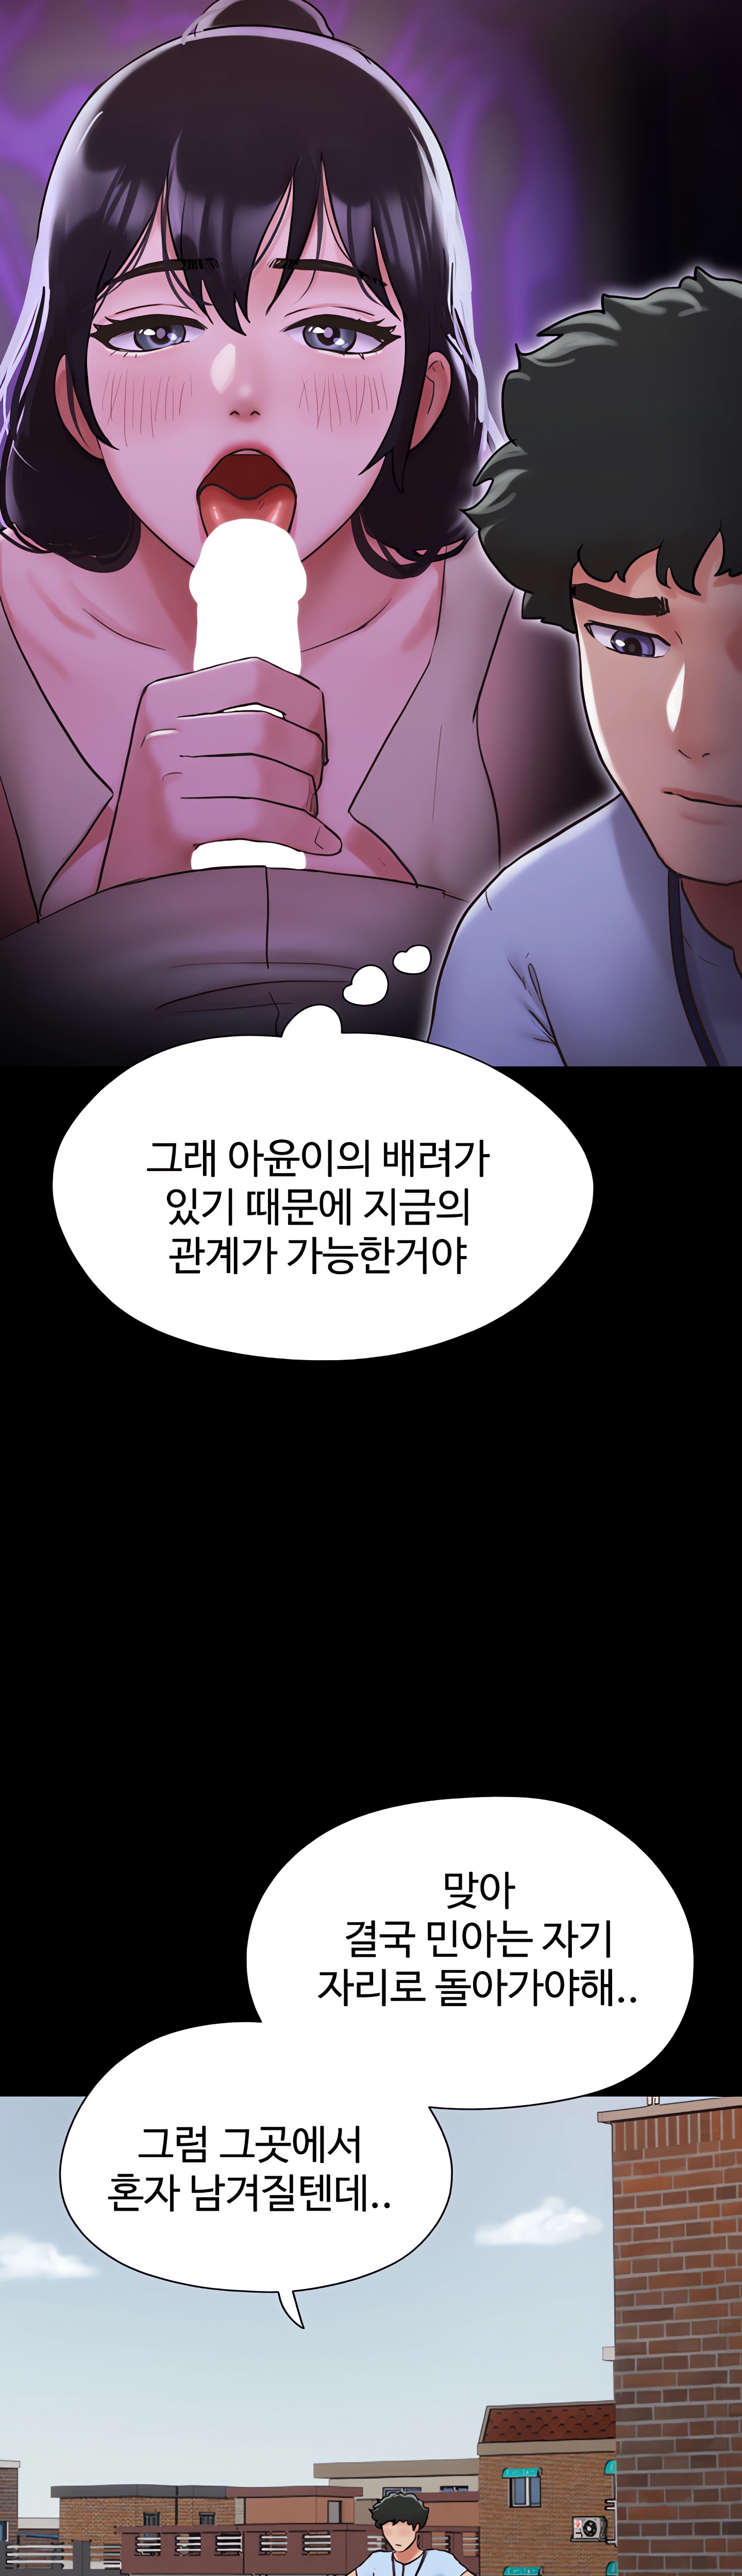 그래 아윤이의 배려가
있기 때문에 지금의
관계가 가능한거야
맞아
결국 민아는 자기
자리로 돌아가야해..
그럼 그곳에서
혼자 남겨질텐데..